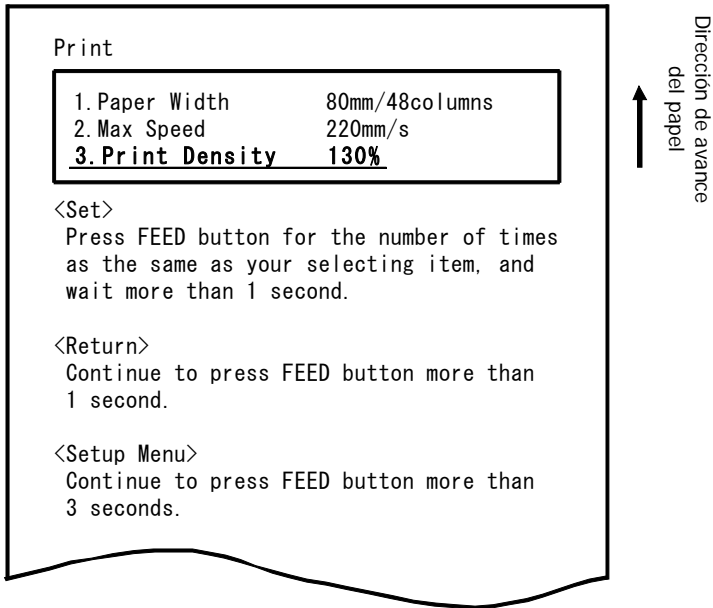 Print
1.Paper Width 80mm/48columns
2.Max Speed 220mm/s
3.Print Density 130%
<Set>
Press FEED button for the number of times
as the same as your selecting item, and
wait more than 1 second.
<Return>
Continue to press FEED button more than
1 second.
<Setup Menu>
Continue to press FEED button more than
3 seconds.
Dirección de avance
del papel